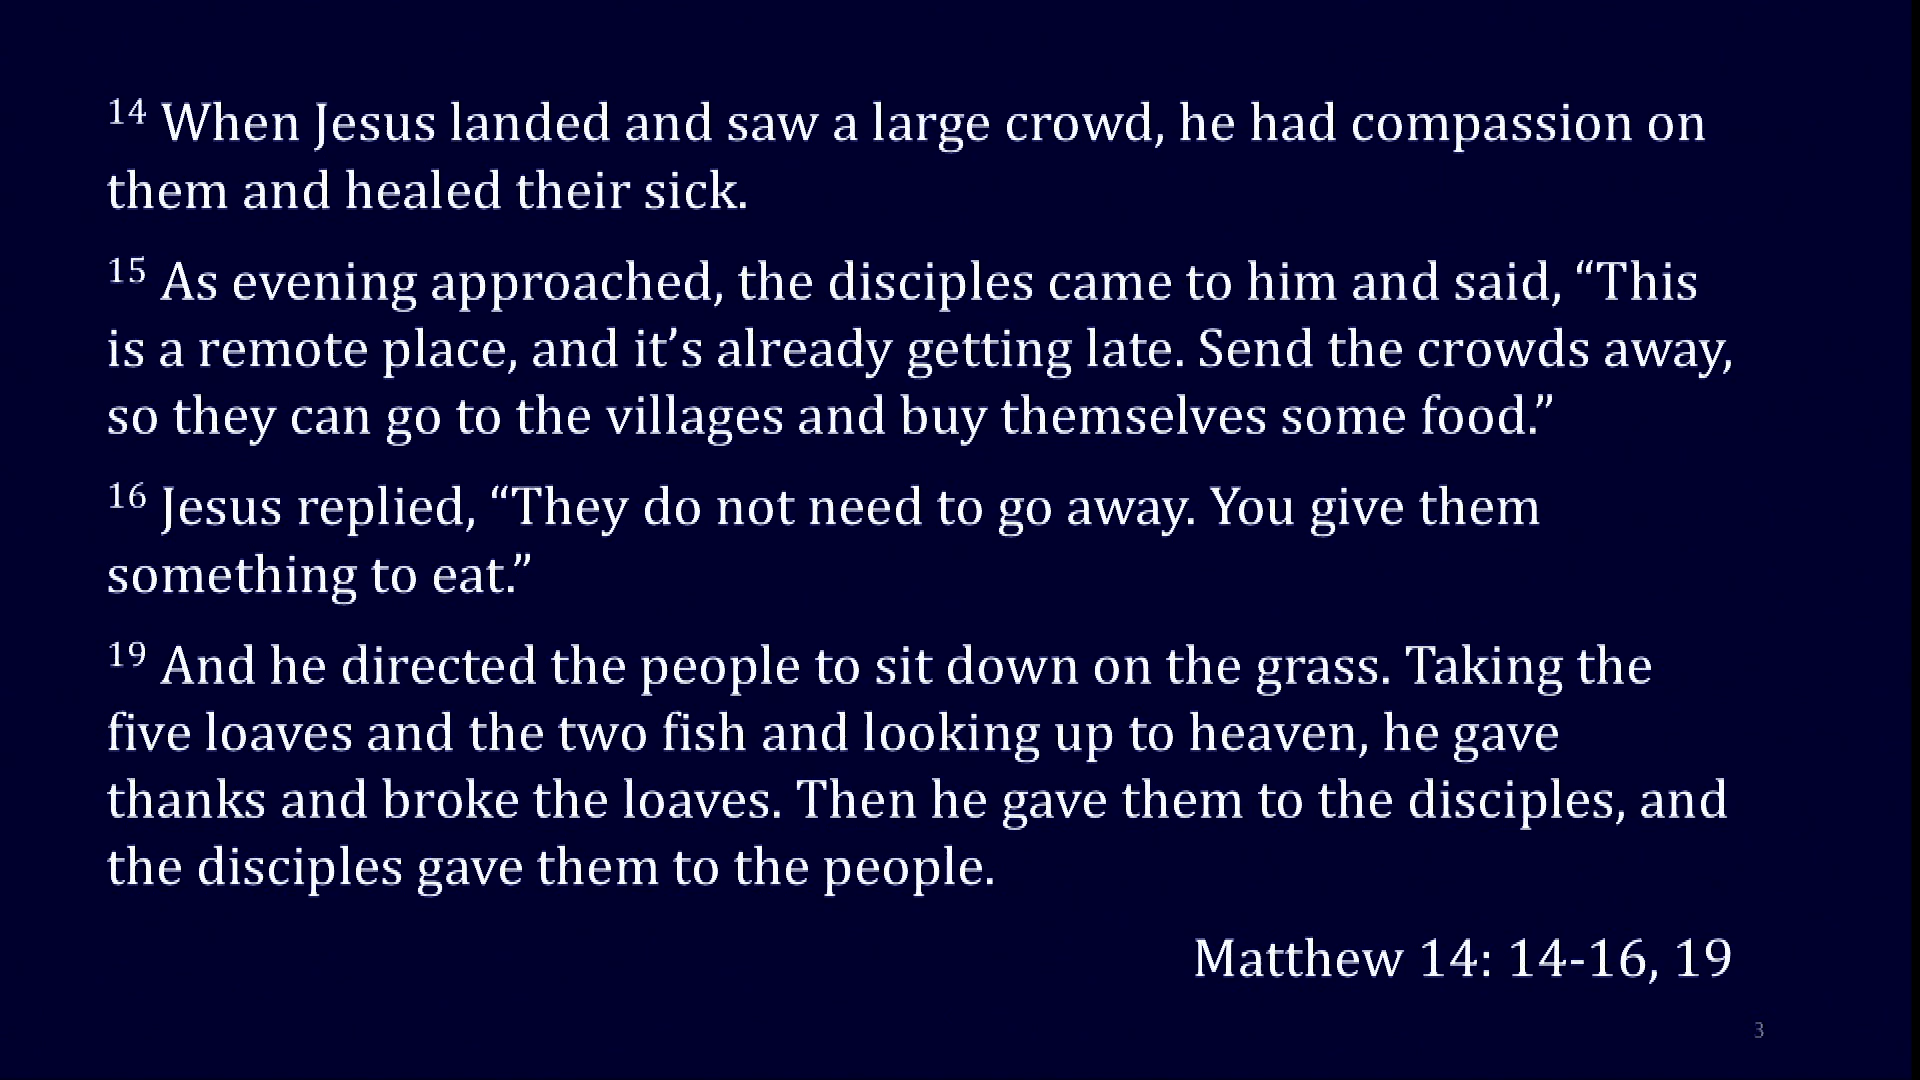 14 When Jesus landed and saw a large crowd, he had compassion on
them and healed their sick.
15 As evening approached, the disciples came to him and said, “This
is a remote place, and it’s already getting late. Send the crowds away,
so they can go to the villages and buy themselves some food.”
16 Jesus replied, “They do not need to go away. You give them
something to eat.”
19 And he directed the people to sit down on the grass. Taking the
five loaves and the two fish and looking up to heaven, he gave
thanks and broke the loaves. Then he gave them to the disciples, and
the disciples gave them to the people.
Matthew 14: 14-16, 19
3